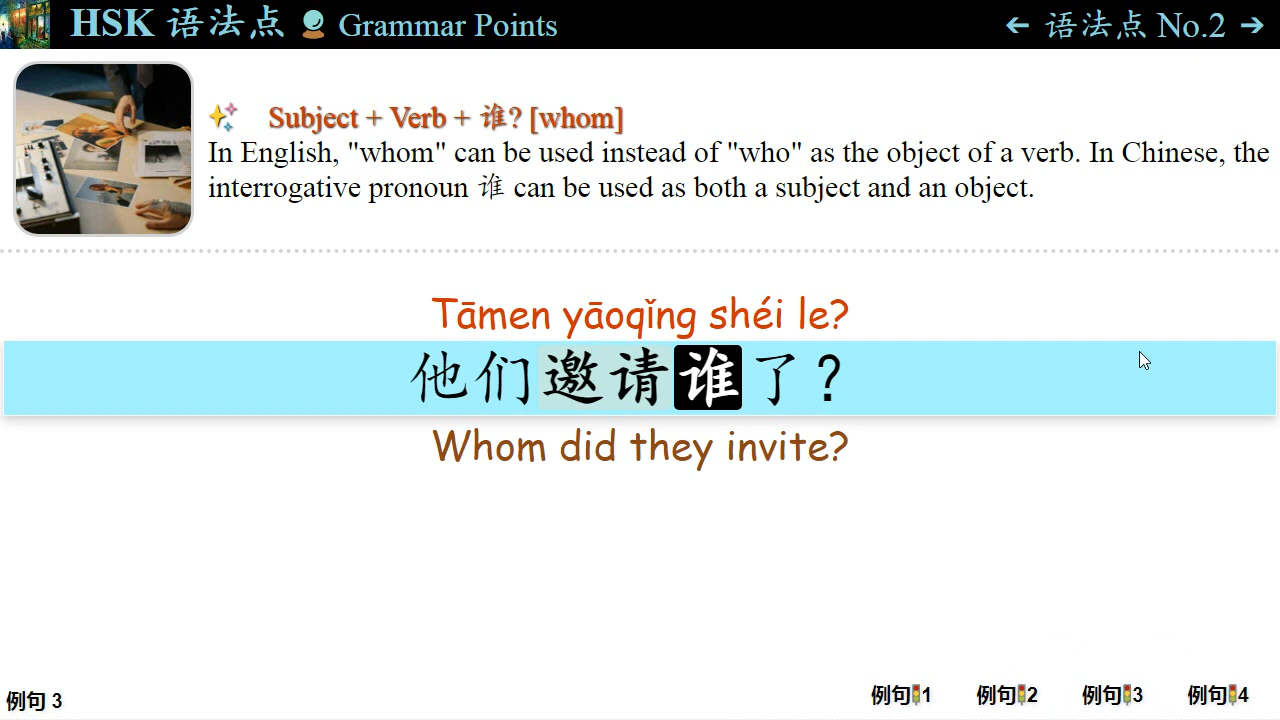 HSK 语法点 🔮 Grammar Points
← 语法点 No.2 →
✨ Subject + Verb + 谁? [whom]
In English, "whom" can be used instead of "who" as the object of a verb. In Chinese, the
interrogative pronoun 谁 can be used as both a subject and an object.
Tāmen yāoqǐng shéi le?
他们邀请谁了？
Whom did they invite?
例句 3
例句🚦1 例句🚦2 例句🚦3 例句🚦4